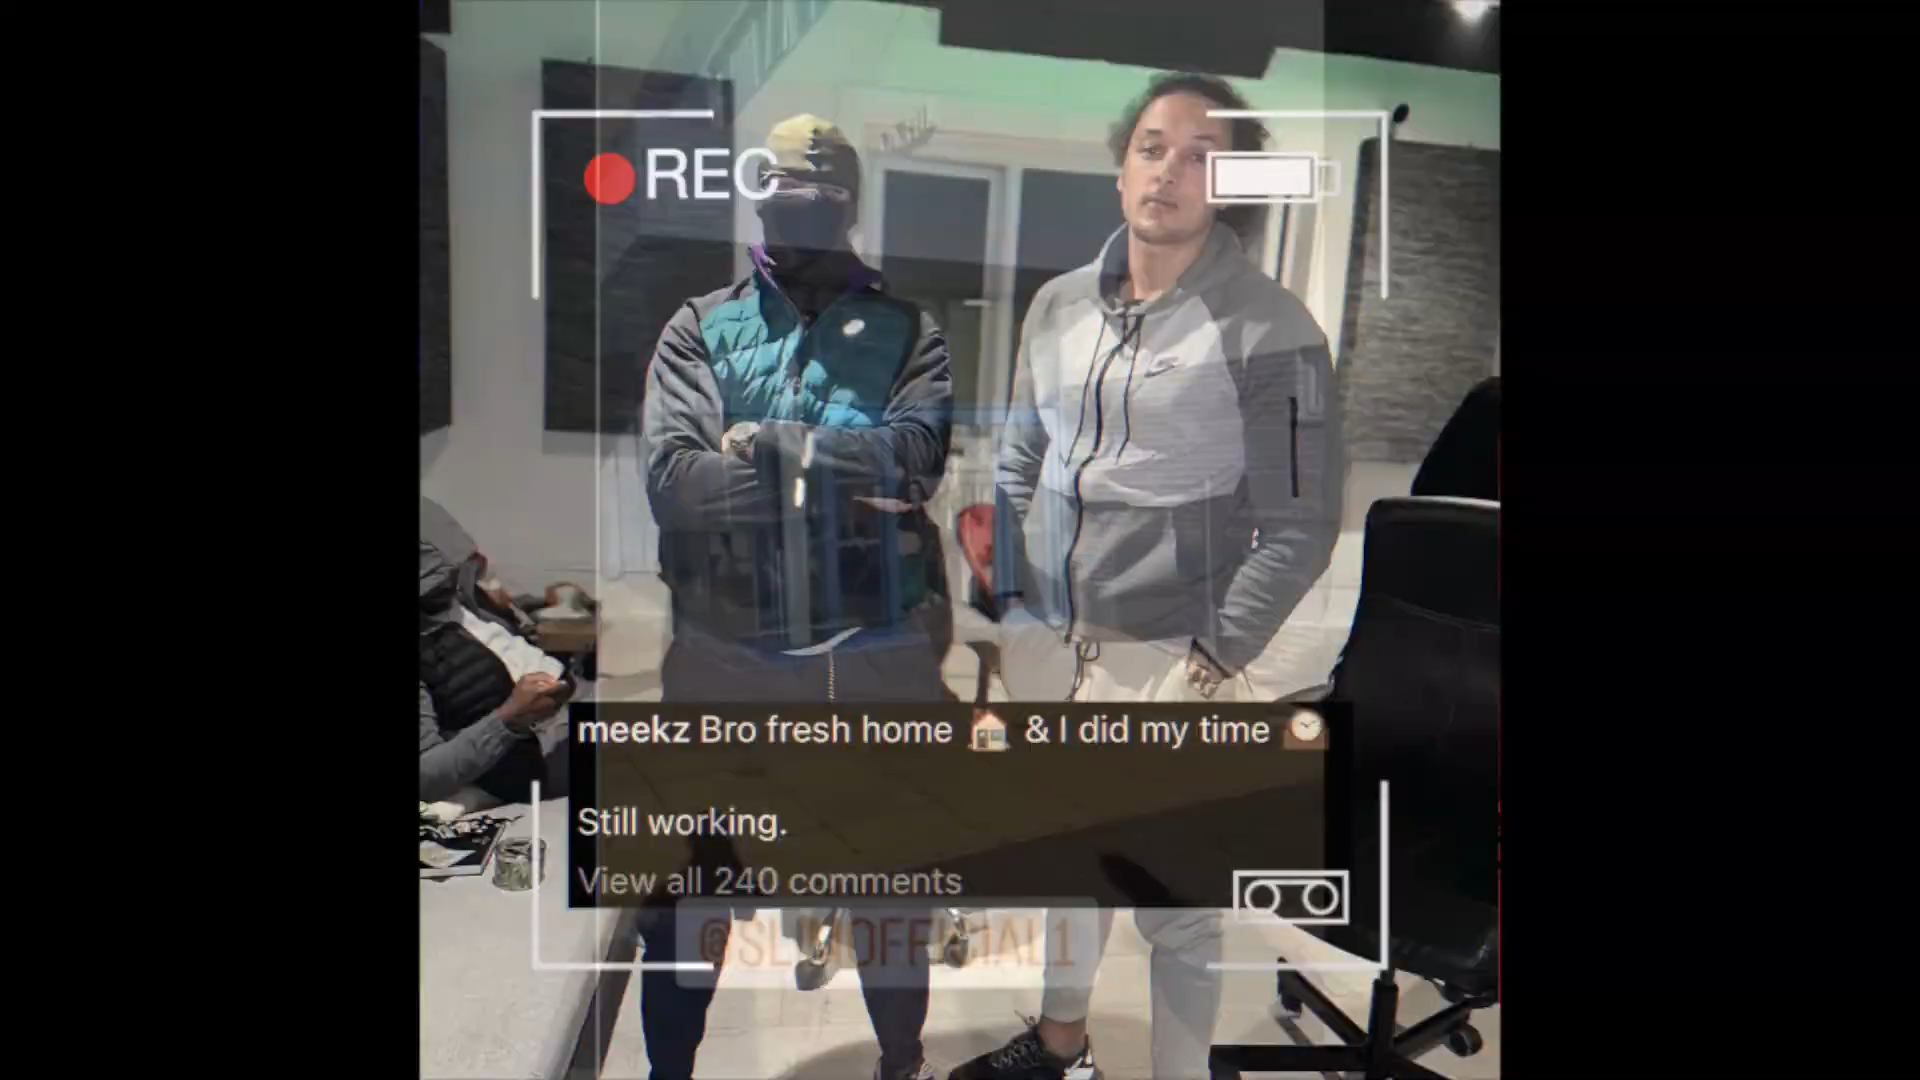 REC
meekz Bro fresh home 🏠 & I did my time 🕰️
Still working.
View all 240 comments